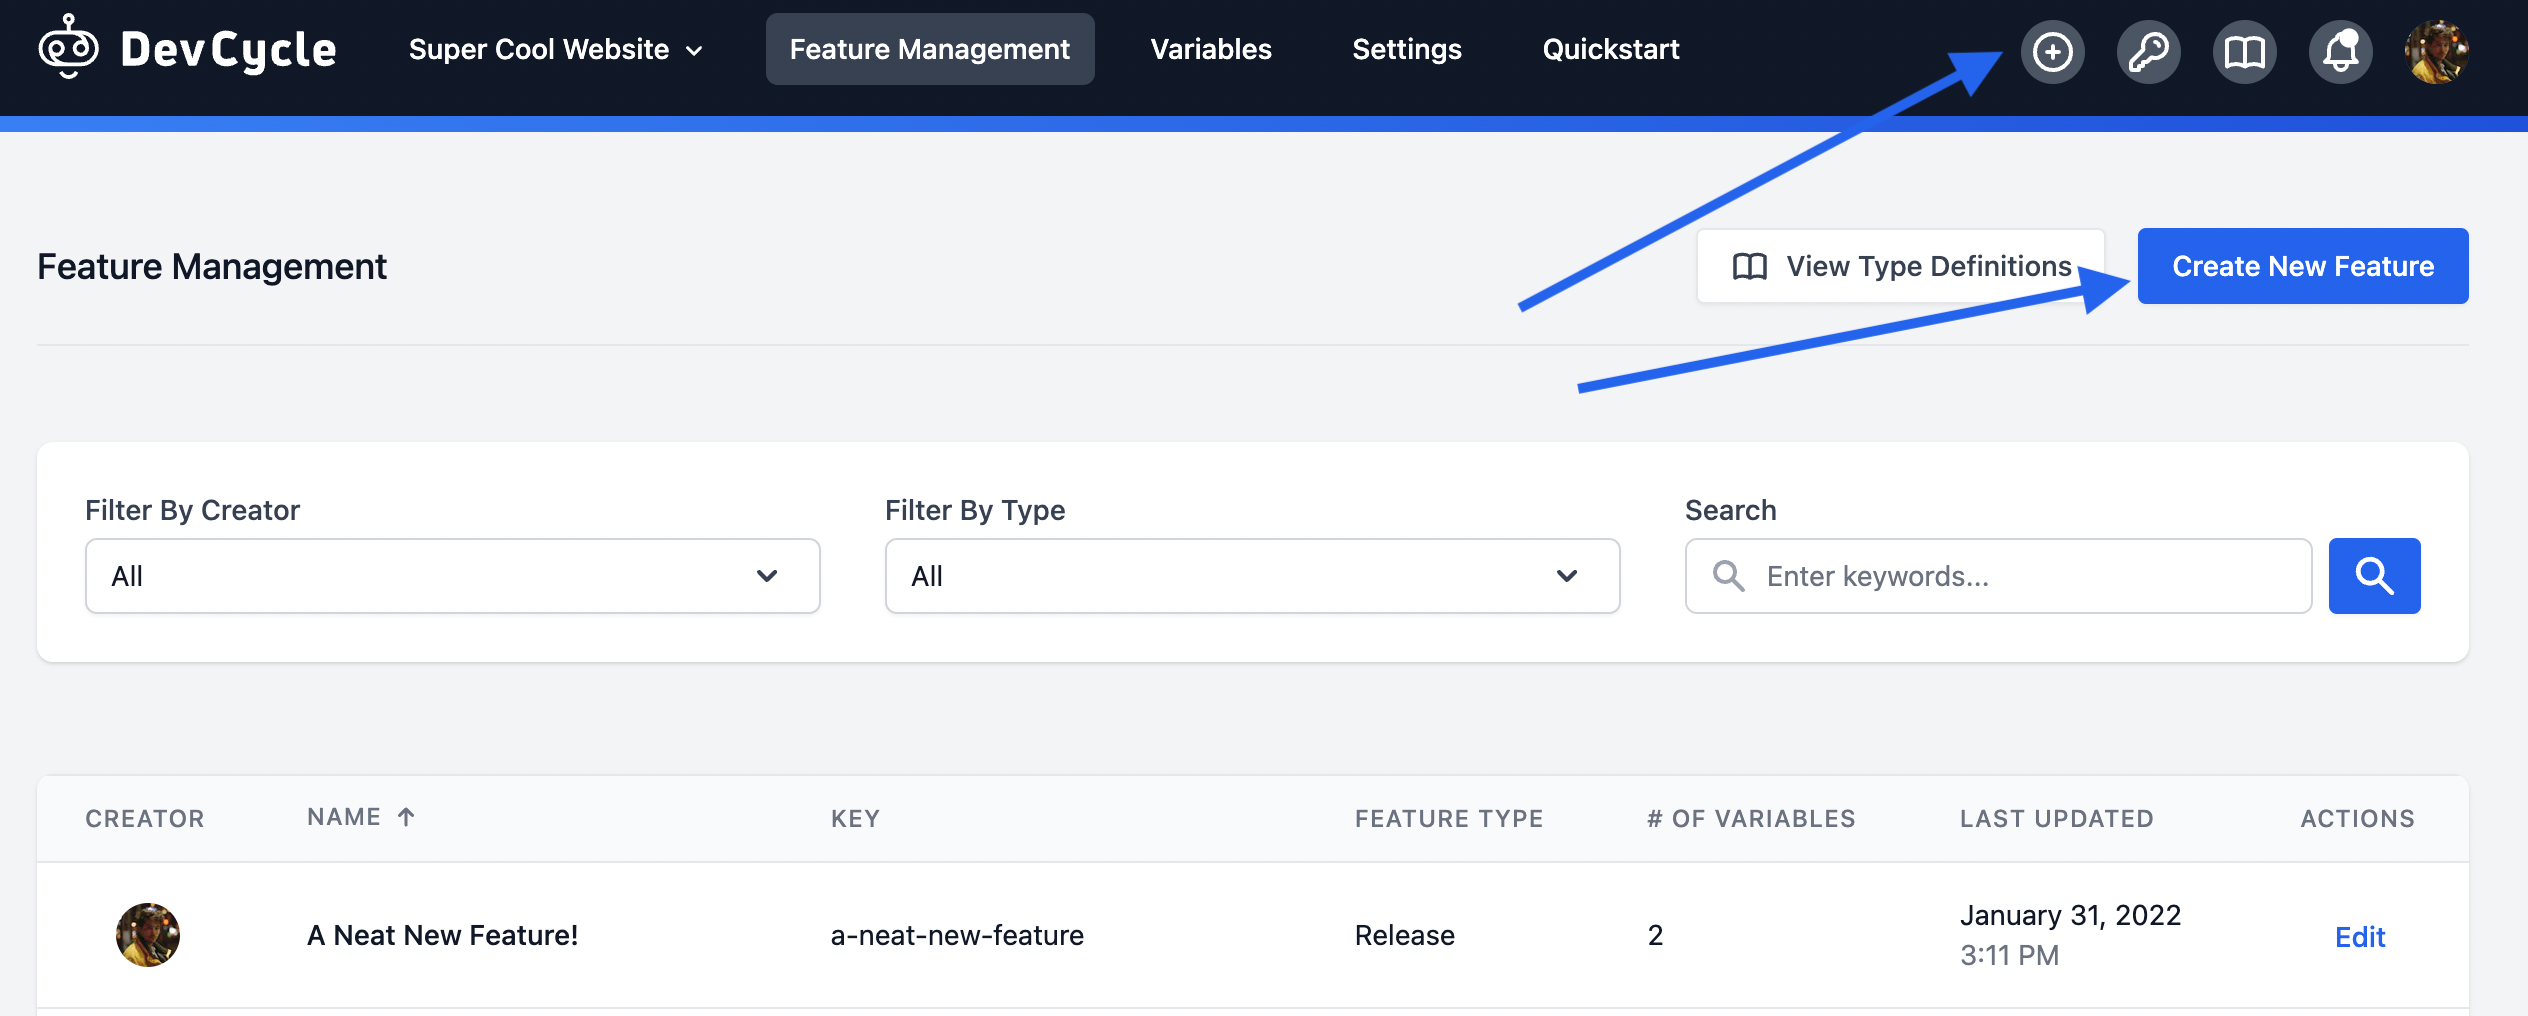 DevCycle Super Cool Website Feature Management Variables Settings Quickstart
Feature Management View Type Definitions Create New Feature
Filter By Creator Filter By Type Search
All All Enter keywords...
CREATOR NAME ↑ KEY FEATURE TYPE # OF VARIABLES LAST UPDATED ACTIONS
A Neat New Feature! a-neat-new-feature Release 2 January 31, 2022 Edit
3:11 PM